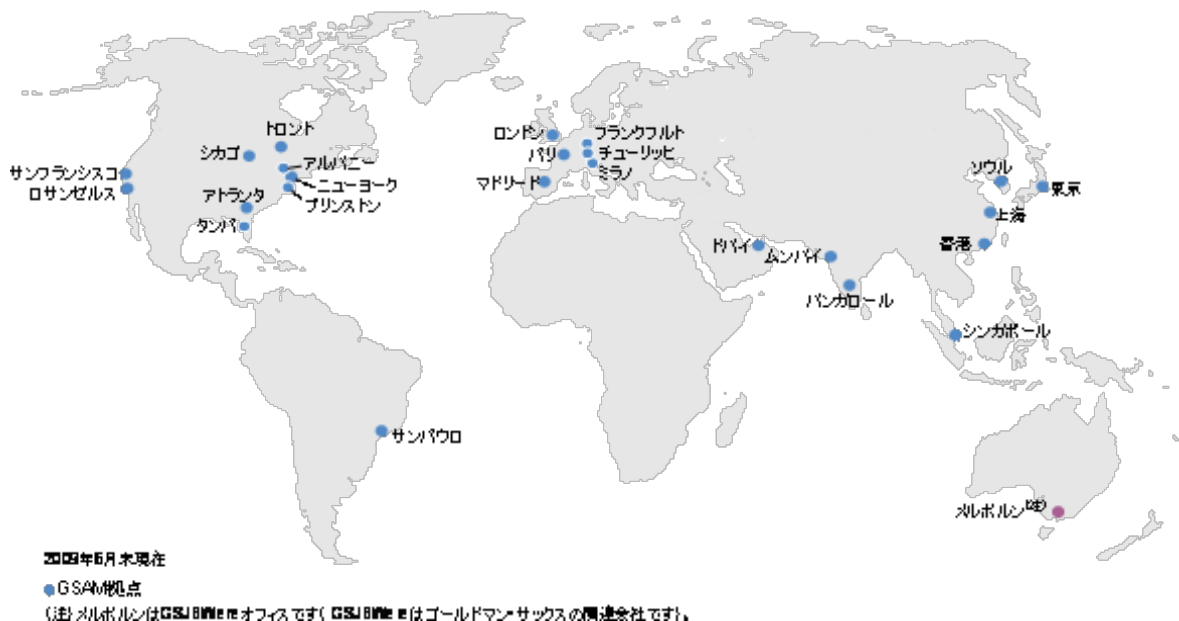 トロント
シカゴ
アルバニー
サンフランシスコ
ニューヨーク
ロサンゼルス
プリンストン
アトランタ
タンパ
ロンドン
フランクフルト
パリ
チューリッヒ
ミラノ
マドリード
ソウル
東京
上海
香港
ドバイ
ムンバイ
バンガロール
シンガポール
サンパウロ
メルボルン(注)
月末現在
GSAM拠点
(注)メルボルンはGSJBWereオフィスです(GSJBWereはゴールドマン・サックスの関連会社です)。